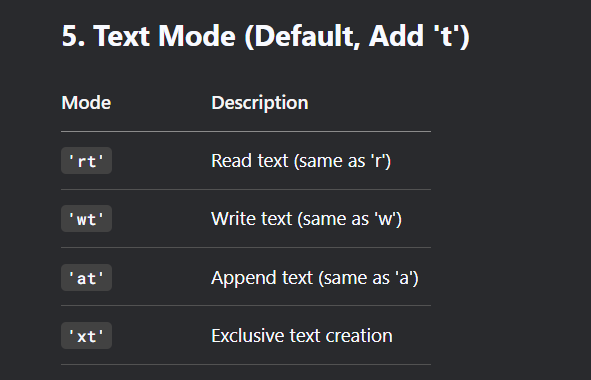 5. Text Mode (Default, Add 't')
Mode Description
'rt' Read text (same as 'r')
'wt' Write text (same as 'w')
'at' Append text (same as 'a')
'xt' Exclusive text creation